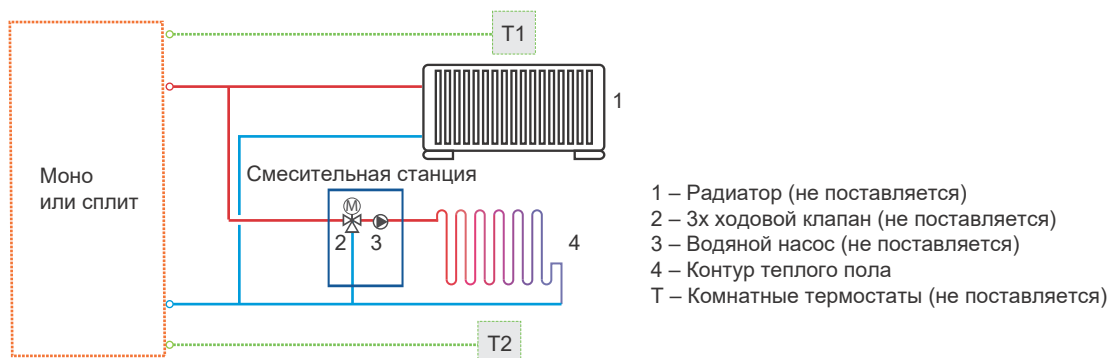 T1
1
Моно
или сплит
Смесительная станция
M
2
3
4
T2
1 – Радиатор (не поставляется)
2 – 3х ходовой клапан (не поставляется)
3 – Водяной насос (не поставляется)
4 – Контур теплого пола
T – Комнатные термостаты (не поставляется)